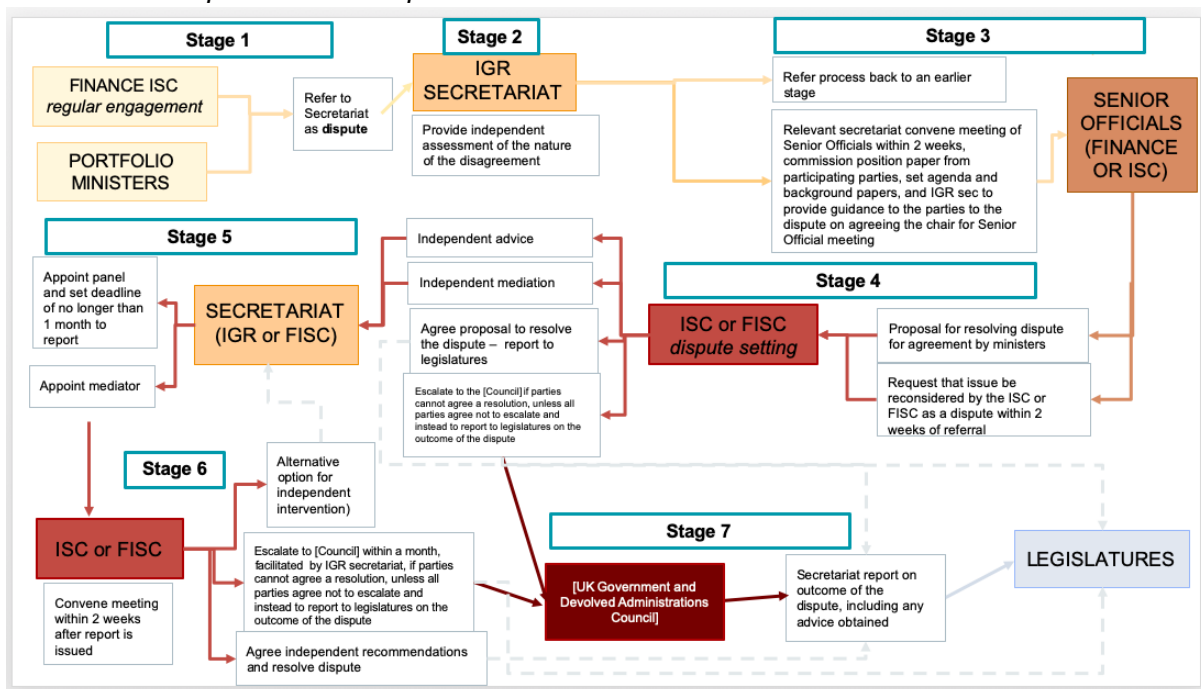 Stage 1
Stage 2
Stage 3
FINANCE ISC
regular engagement
PORTFOLIO
MINISTERS
Refer to
Secretariat
as dispute
IGR
SECRETARIAT
Provide independent
assessment of the nature
of the disagreement
Refer process back to an earlier
stage
Relevant secretariat convene meeting of
Senior Officials within 2 weeks,
commission position paper from
participating parties, set agenda and
background papers, and IGR sec to
provide guidance to the parties to the
dispute on agreeing the chair for Senior
Official meeting
SENIOR
OFFICIALS
(FINANCE
OR ISC)
Stage 4
ISC or FISC
dispute setting
Proposal for resolving dispute
for agreement by ministers
Request that issue be
reconsidered by the ISC or
FISC as a dispute within 2
weeks of referral
Independent advice
Independent mediation
Agree proposal to resolve
the dispute – report to
legislatures
Escalate to the [Council] if parties
cannot agree a resolution, unless all
parties agree not to escalate and
instead to report to legislatures on the
outcome of the dispute
Stage 5
SECRETARIAT
(IGR or FISC)
Appoint panel
and set deadline
of no longer than
1 month to
report
Appoint mediator
Stage 6
ISC or FISC
Convene meeting
within 2 weeks
after report is
issued
Alternative
option for
independent
intervention)
Escalate to [Council] within a month,
facilitated by IGR secretariat, if parties
cannot agree a resolution, unless all
parties agree not to escalate and
instead to report to legislatures on the
outcome of the dispute
Agree independent recommendations
and resolve dispute
Stage 7
[UK Government and
Devolved Administrations
Council]
Secretariat report on
outcome of the
dispute, including any
advice obtained
LEGISLATURES